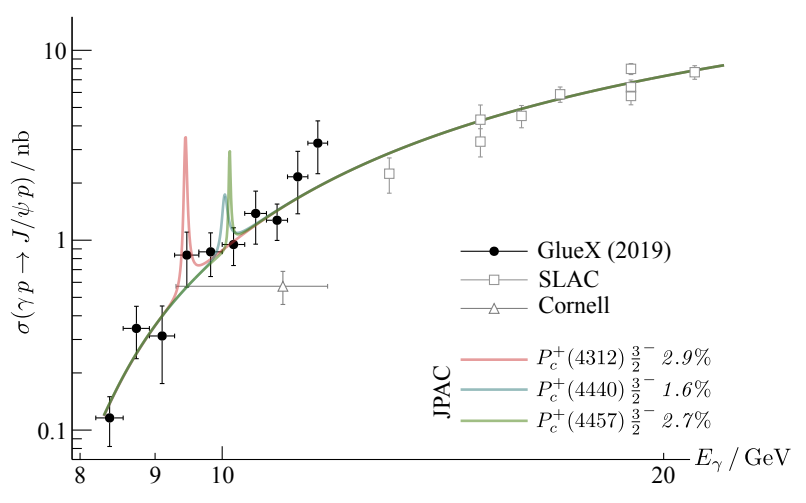 10
1
0.1
σ(γ p → J/ψ p) / nb
GlueX (2019)
SLAC
Cornell
JPAC
P_c^+(4312) 3/2^- 2.9%
P_c^+(4440) 3/2^- 1.6%
P_c^+(4457) 3/2^- 2.7%
8 9 10 20
E_γ / GeV